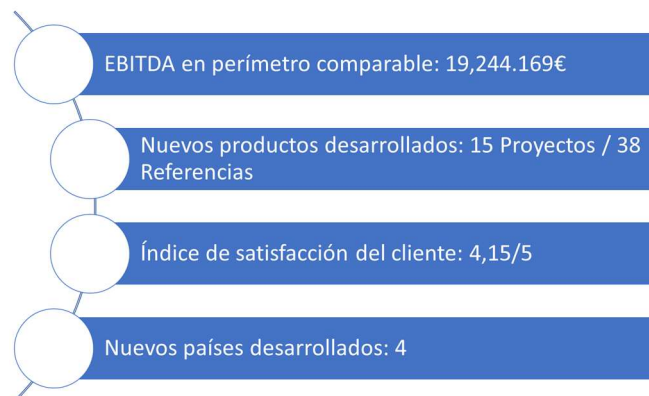 EBITDA en perímetro comparable: 19,244.169€
Nuevos productos desarrollados: 15 Proyectos / 38
Referencias
Índice de satisfacción del cliente: 4,15/5
Nuevos países desarrollados: 4